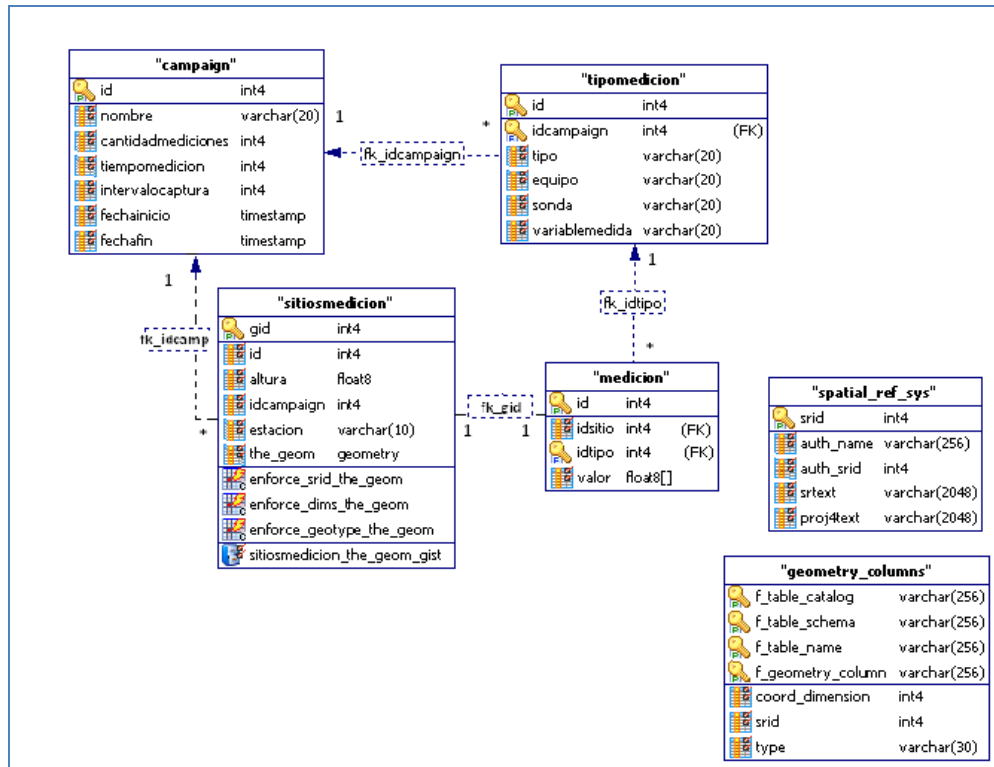 "campaign"
id int4
nombre varchar(20)
cantidadmediciones int4
tiempomedicion int4
intervalocaptura int4
fechainicio timestamp
fechafin timestamp
1
fk_idcampaign
*
"tipomedicion"
id int4
idcampaign int4 (FK)
tipo varchar(20)
equipo varchar(20)
sonda varchar(20)
variablemedida varchar(20)
1
fk_idcamp
*
"sitiosmedicion"
gid int4
id int4
altura float8
idcampaign int4
estacion varchar(10)
the_geom geometry
enforce_srid_the_geom
enforce_dims_the_geom
enforce_geotype_the_geom
sitiosmedicion_the_geom_gist
1
fk_idtipo
*
fk_gid
1 1
"medicion"
id int4
idsitio int4 (FK)
idtipo int4 (FK)
valor float8[]
"spatial_ref_sys"
srid int4
auth_name varchar(256)
auth_srid int4
srtext varchar(2048)
proj4text varchar(2048)
"geometry_columns"
f_table_catalog varchar(256)
f_table_schema varchar(256)
f_table_name varchar(256)
f_geometry_column varchar(256)
coord_dimension int4
srid int4
type varchar(30)